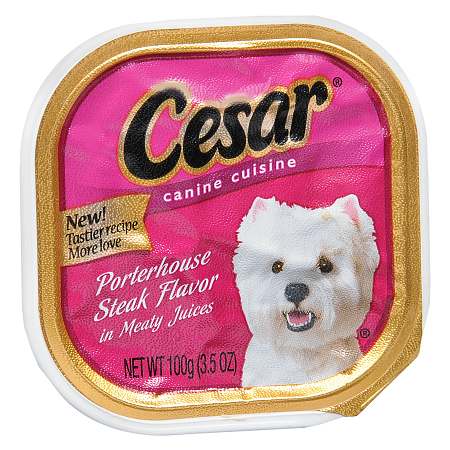 Cesar®
canine cuisine
New!
Tastier recipe
More love
Porterhouse
Steak Flavor
in Meaty Juices
NET WT 100g (3.5 OZ)
®